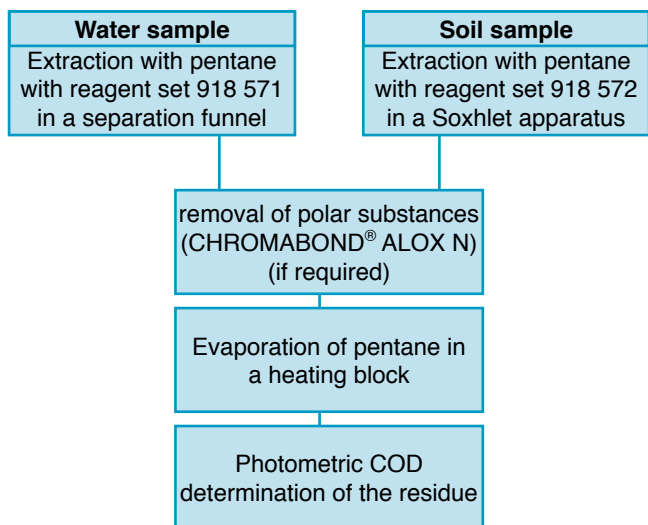 Water sample
Extraction with pentane
with reagent set 918 571
in a separation funnel
Soil sample
Extraction with pentane
with reagent set 918 572
in a Soxhlet apparatus
removal of polar substances
(CHROMABOND® ALOX N)
(if required)
Evaporation of pentane in
a heating block
Photometric COD
determination of the residue